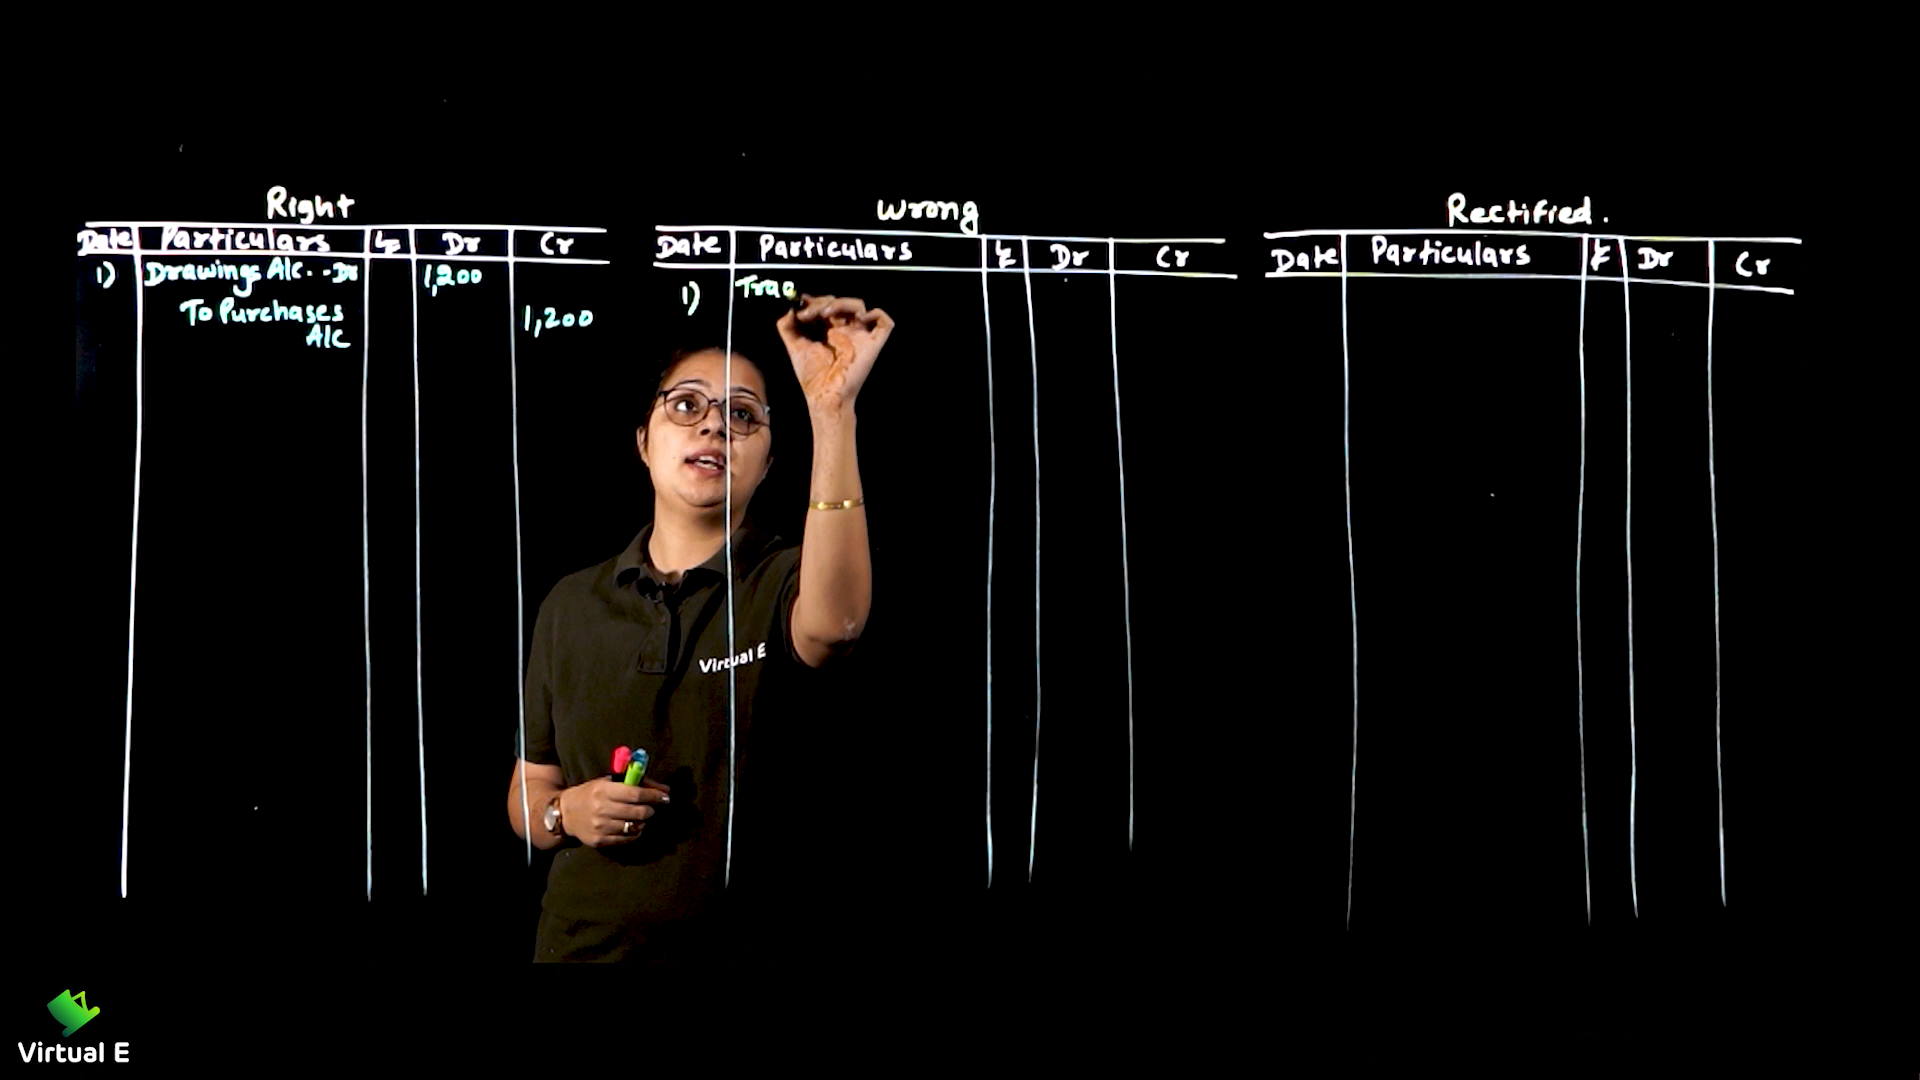 Right
Date Particulars LF Dr Cr
1) Drawings A/c. --Dr 1,200
To Purchases 1,200
A/c
Wrong
Date Particulars LF Dr Cr
1) Trad
Rectified.
Date Particulars LF Dr Cr
Virtual E
Virtual E